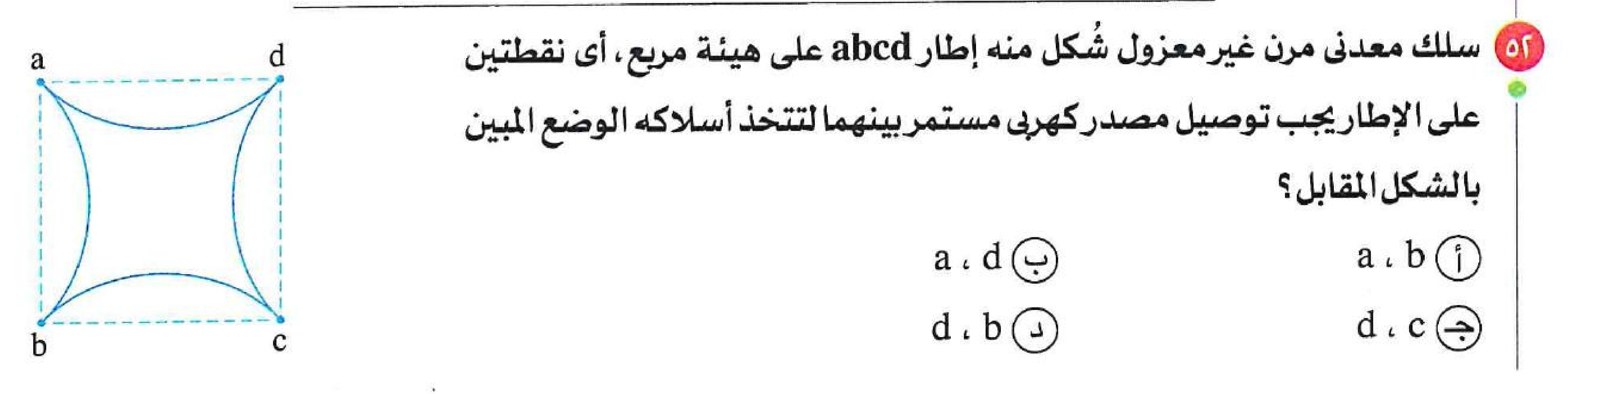 ٥٢ سلك معدنى مرن غير معزول شُكل منه إطار abcd على هيئة مربع، أى نقطتين
على الإطار يجب توصيل مصدر كهربى مستمر بينهما لتتخذ أسلاكه الوضع المبين
بالشكل المقابل؟
أ a ، b
ب a ، d
جـ d ، c
د d ، b
a
d
b
c